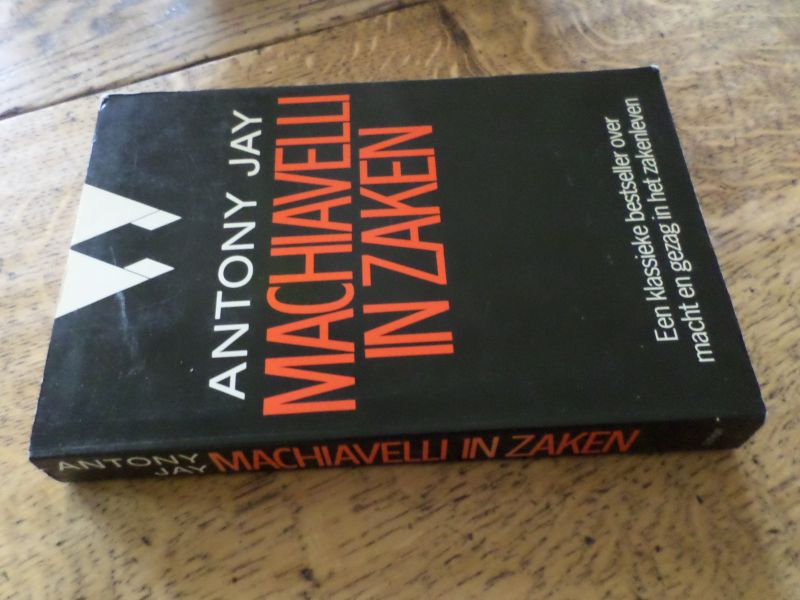 ANTONY JAY
MACHIAVELLI
IN ZAKEN
Een klassieke bestseller over
macht en gezag in het zakenleven
ANTONY
JAY
MACHIAVELLI IN ZAKEN